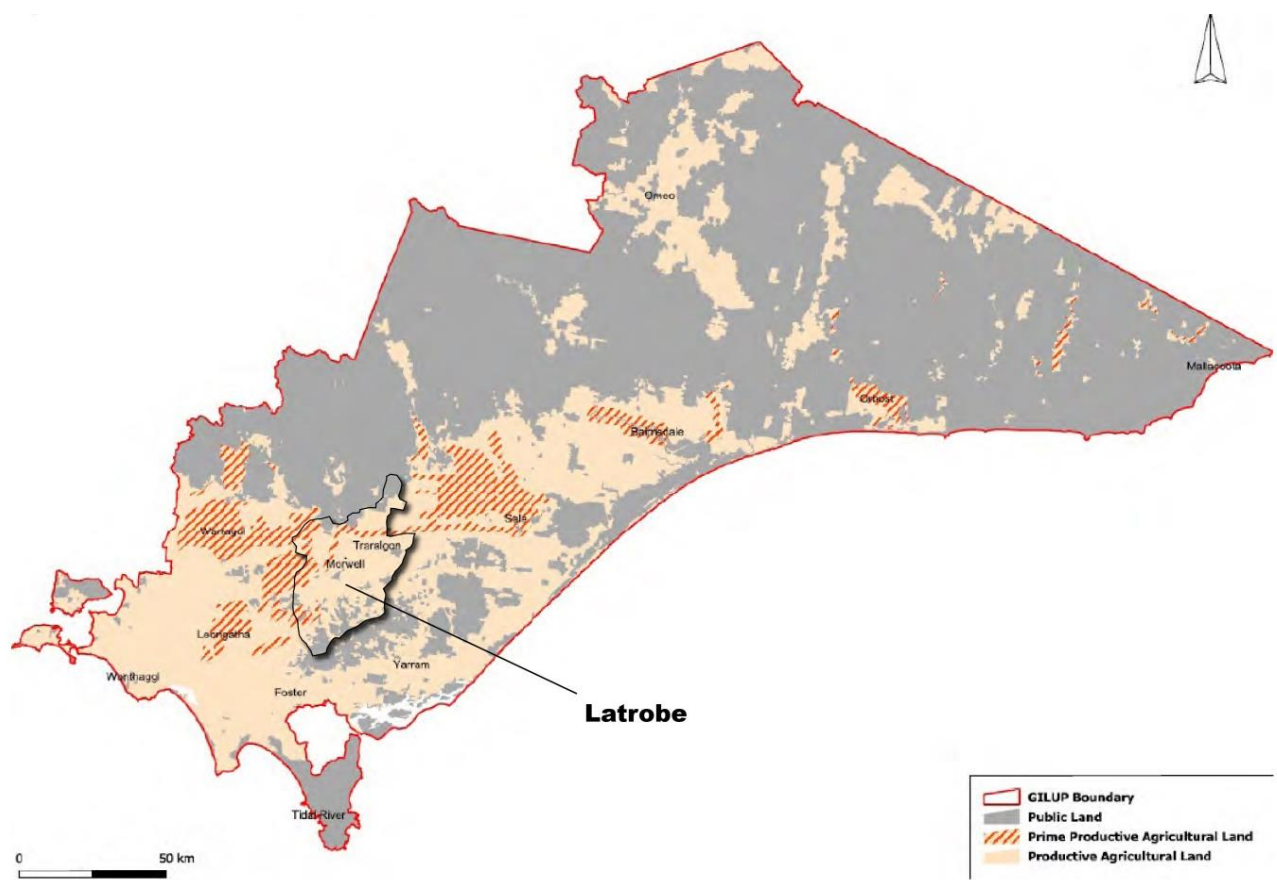 Omeo
Mallacoota
Orbost
Bairnsdale
Sale
Warragul
Traralgon
Morwell
Leongatha
Yarram
Wonthaggi
Foster
Latrobe
Tidal River
GILUP Boundary
Public Land
Prime Productive Agricultural Land
Productive Agricultural Land
0 50 km